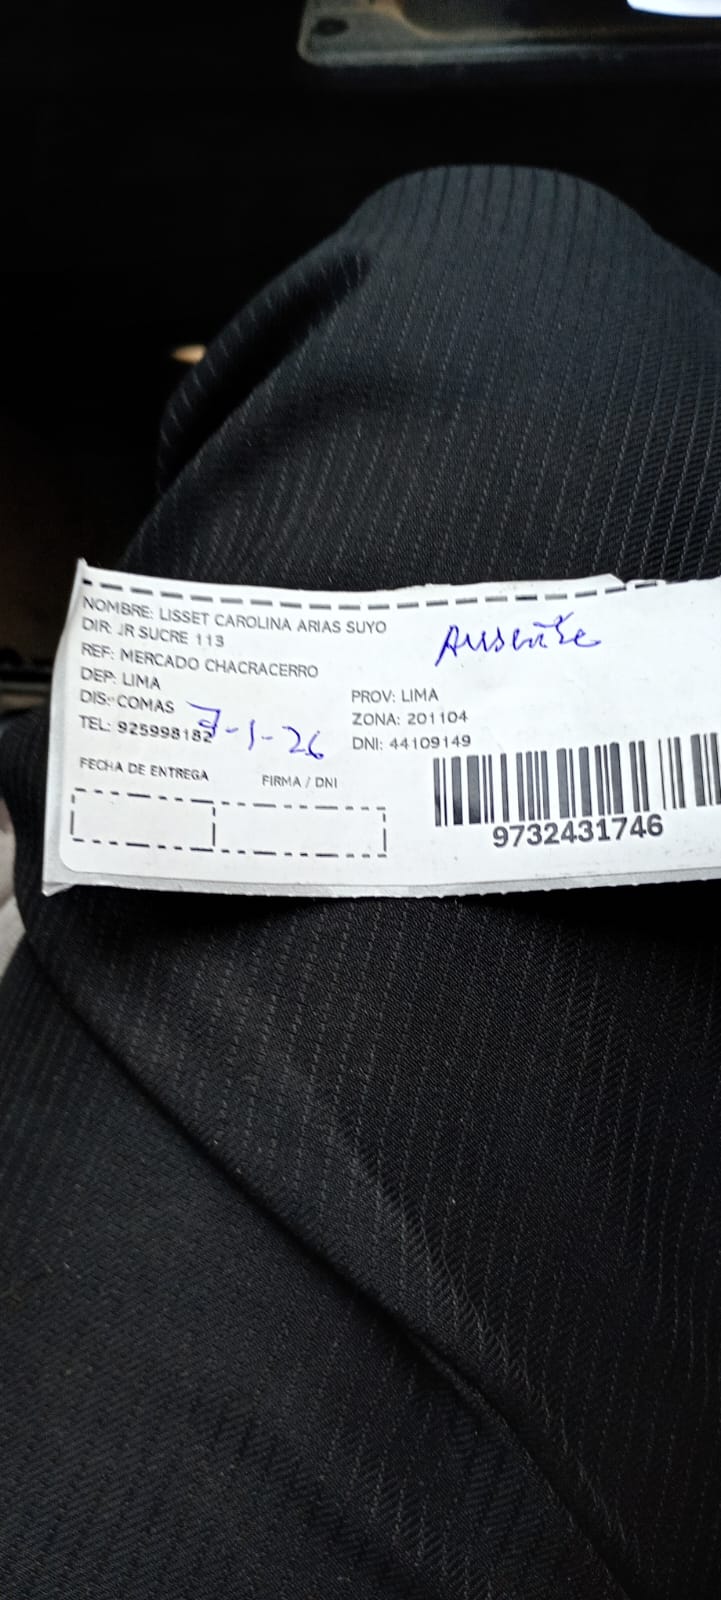 NOMBRE: LISSET CAROLINA ARIAS SUYO
DIR: JR SUCRE 113
REF: MERCADO CHACRACERRO
DEP: LIMA
DIS: COMAS
TEL: 925998182
Ausente
PROV: LIMA
ZONA: 201104
DNI: 44109149
7-1-26
FECHA DE ENTREGA
FIRMA / DNI
9732431746